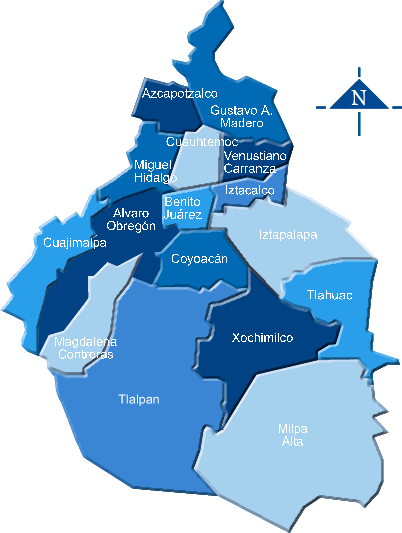 Azcapotzalco
Gustavo A.
Madero
N
Cuauhtemoc
Miguel
Hidalgo
Venustiano
Carranza
Iztacalco
Benito
Juárez
Alvaro
Obregón
Cuajimalpa
Iztapalapa
Coyoacán
Tlahuac
Magdalena
Contreras
Xochimilco
Tlalpan
Milpa
Alta